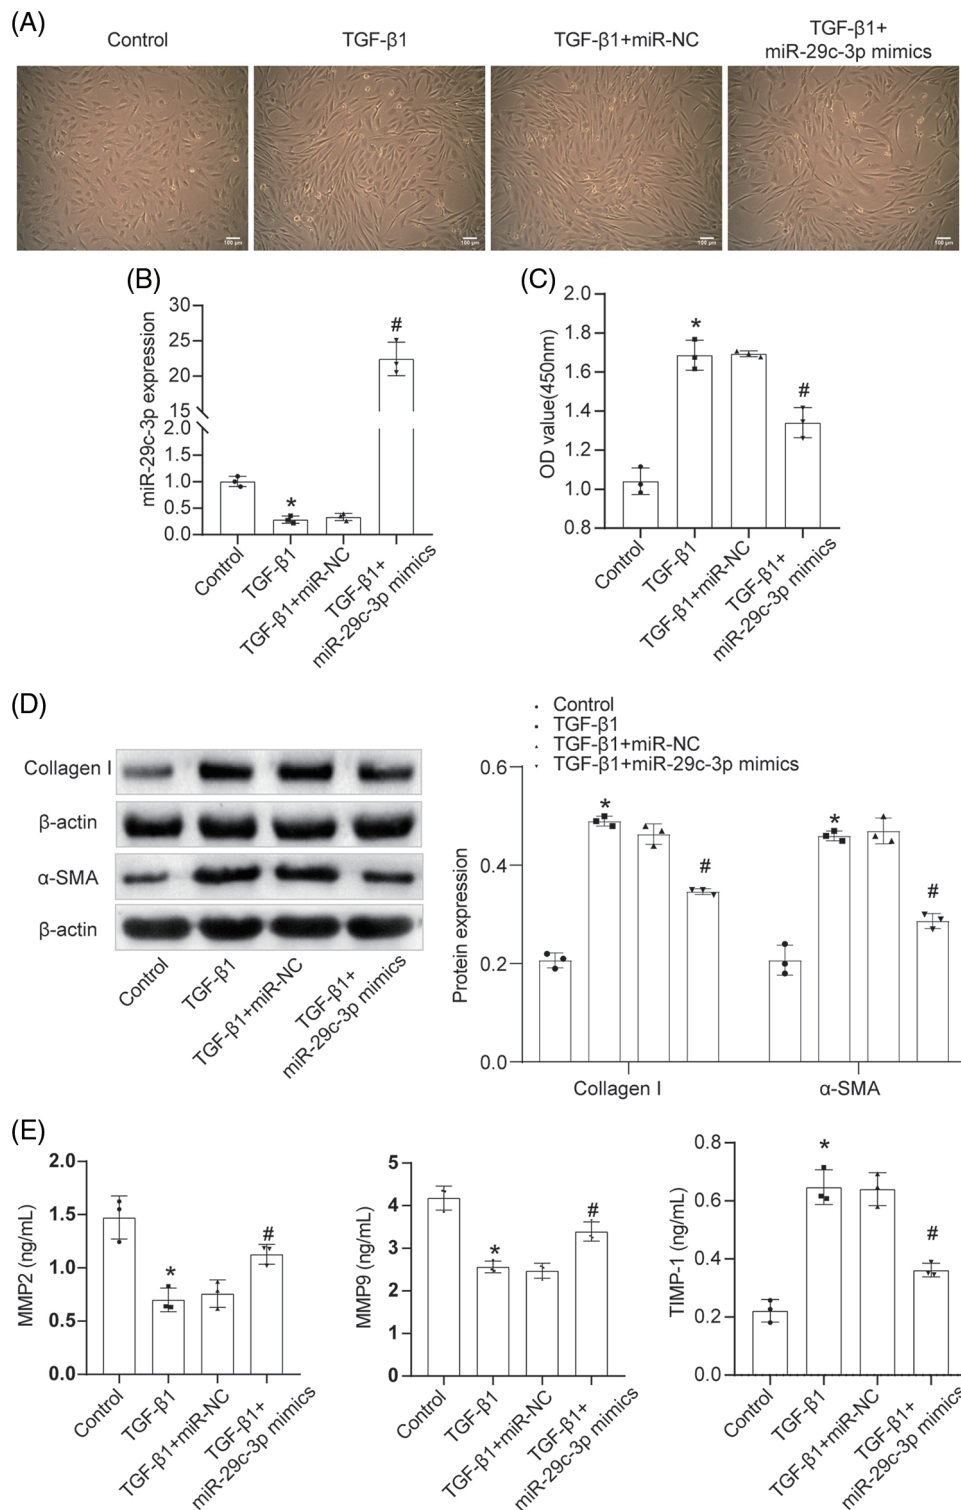 (A)
Control
TGF-β1
TGF-β1+miR-NC
TGF-β1+
miR-29c-3p mimics
100 μm
100 μm
100 μm
100 μm
(B)
miR-29c-3p expression
30
25
20
15
2.0
1.5
1.0
0.5
0.0
*
#
Control
TGF-β1
TGF-β1+miR-NC
TGF-β1+
miR-29c-3p mimics
(C)
OD value(450nm)
2.0
1.8
1.6
1.4
1.2
1.0
0.8
*
#
Control
TGF-β1
TGF-β1+miR-NC
TGF-β1+
miR-29c-3p mimics
(D)
Collagen I
β-actin
α-SMA
β-actin
Control
TGF-β1
TGF-β1+miR-NC
TGF-β1+
miR-29c-3p mimics
Control
TGF-β1
TGF-β1+miR-NC
TGF-β1+miR-29c-3p mimics
Protein expression
0.6
0.4
0.2
0.0
*
#
*
#
Collagen I
α-SMA
(E)
MMP2 (ng/mL)
2.0
1.5
1.0
0.5
0.0
*
#
Control
TGF-β1
TGF-β1+miR-NC
TGF-β1+
miR-29c-3p mimics
MMP9 (ng/mL)
5
4
3
2
1
0
*
#
Control
TGF-β1
TGF-β1+miR-NC
TGF-β1+
miR-29c-3p mimics
TIMP-1 (ng/mL)
0.8
0.6
0.4
0.2
0.0
*
#
Control
TGF-β1
TGF-β1+miR-NC
TGF-β1+
miR-29c-3p mimics